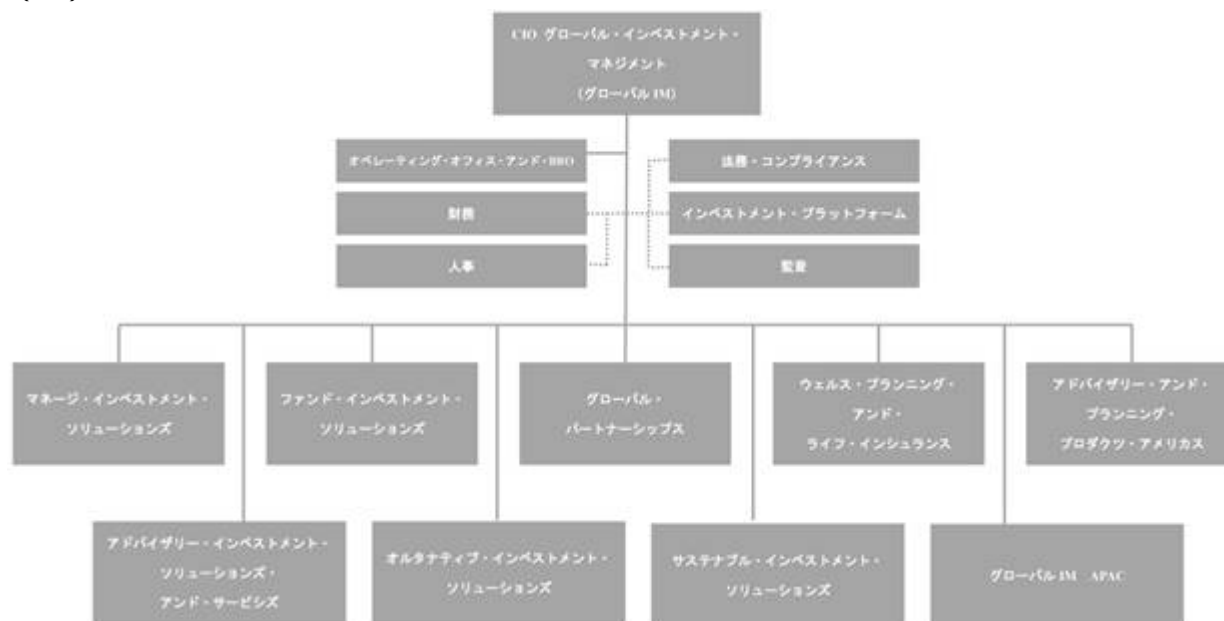 CIO グローバル・インベストメント・
マネジメント
(グローバル IM)
オペレーティング・オフィス・アンド・BRO
法務・コンプライアンス
財務
インベストメント・プラットフォーム
人事
監査
マネージ・インベストメント・
ソリューションズ
ファンド・インベストメント・
ソリューションズ
グローバル・
パートナーシップス
ウェルス・プランニング・
アンド・
ライフ・インシュランス
アドバイザリー・アンド・
プランニング・
プロダクツ・アメリカス
アドバイザリー・インベストメント・
ソリューションズ・
アンド・サービシズ
オルタナティブ・インベストメント・
ソリューションズ
サステナブル・インベストメント・
ソリューションズ
グローバル IM APAC